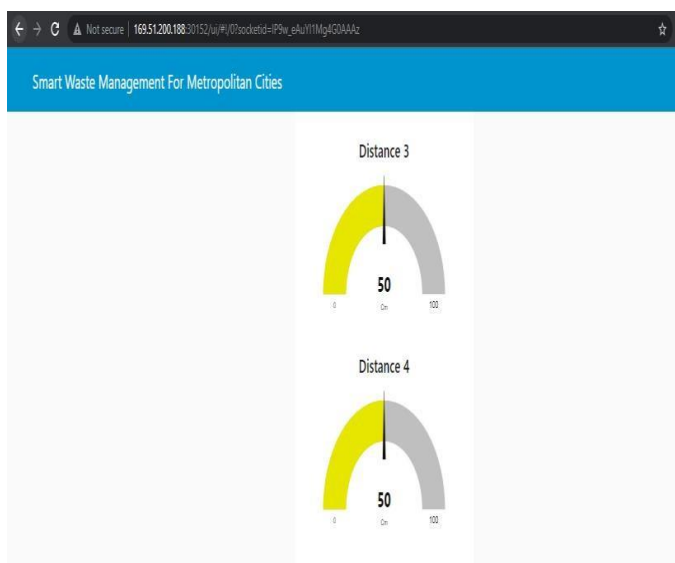 Not secure | 169.51.200.188:30152/ui/#!/0?socketid=IP9w_eAuYl1Mg4G0AAAz
Smart Waste Management For Metropolitan Cities
Distance 3
50
0 Cm 100
Distance 4
50
0 Cm 100